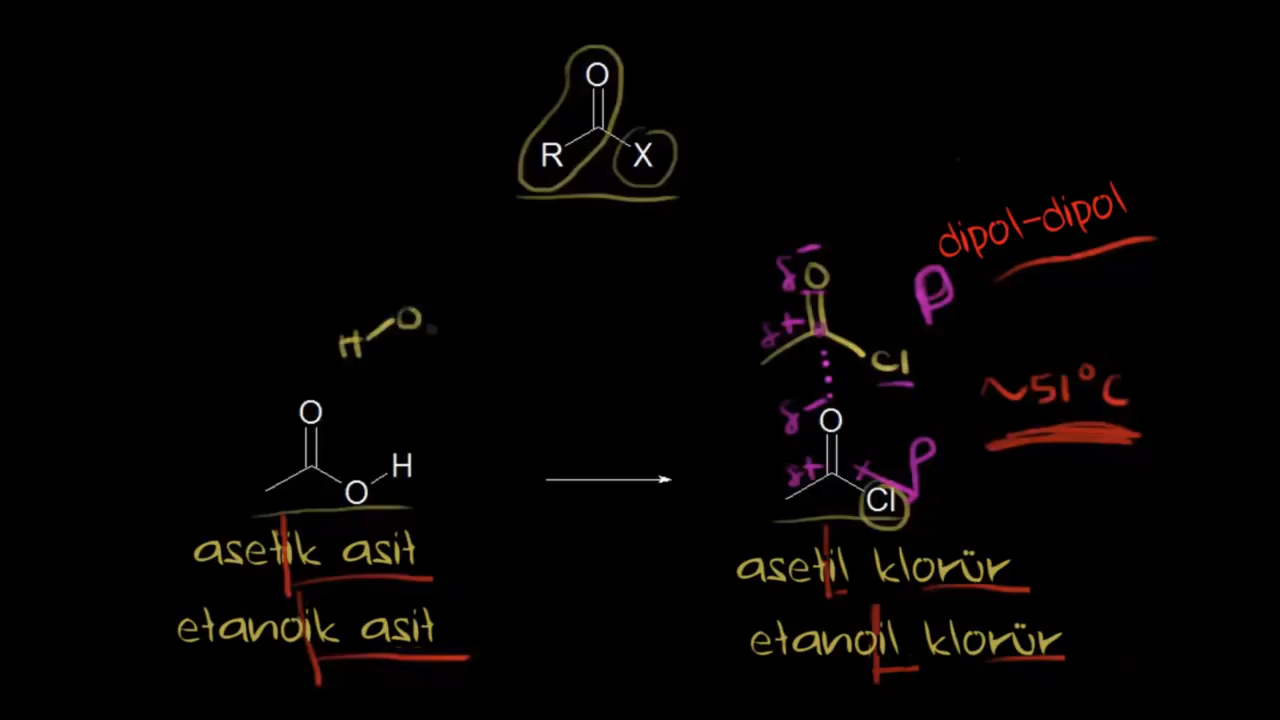 O
R X
dipol-dipol
δ- O
δ+
Cl
~51°C
H O
δ-
O
O
H
O
δ+
Cl
asetik asit
asetil klorür
etanoik asit
etanoil klorür